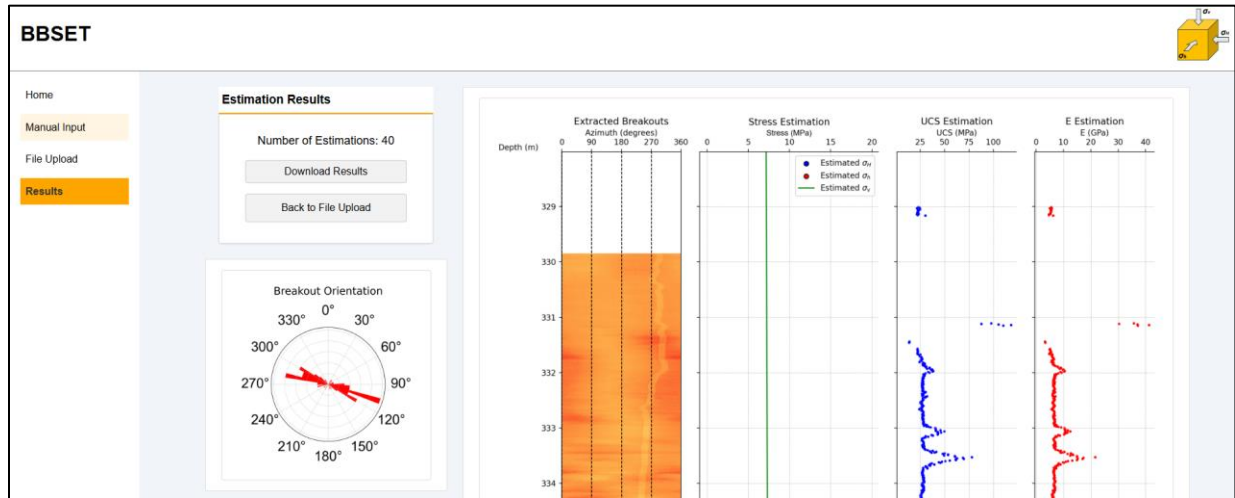 BBSET
σv
σH
σh
Home
Manual Input
File Upload
Results
Estimation Results
Number of Estimations: 40
Download Results
Back to File Upload
Breakout Orientation
0°
330° 30°
300° 60°
270° 90°
240° 120°
210° 150°
180°
Extracted Breakouts
Azimuth (degrees)
Depth (m) 0 90 180 270 360
329
330
331
332
333
334
Stress Estimation
Stress (MPa)
0 5 10 15 20
Estimated σH
Estimated σh
Estimated σv
UCS Estimation
UCS (MPa)
25 50 75 100
E Estimation
E (GPa)
0 10 20 30 40